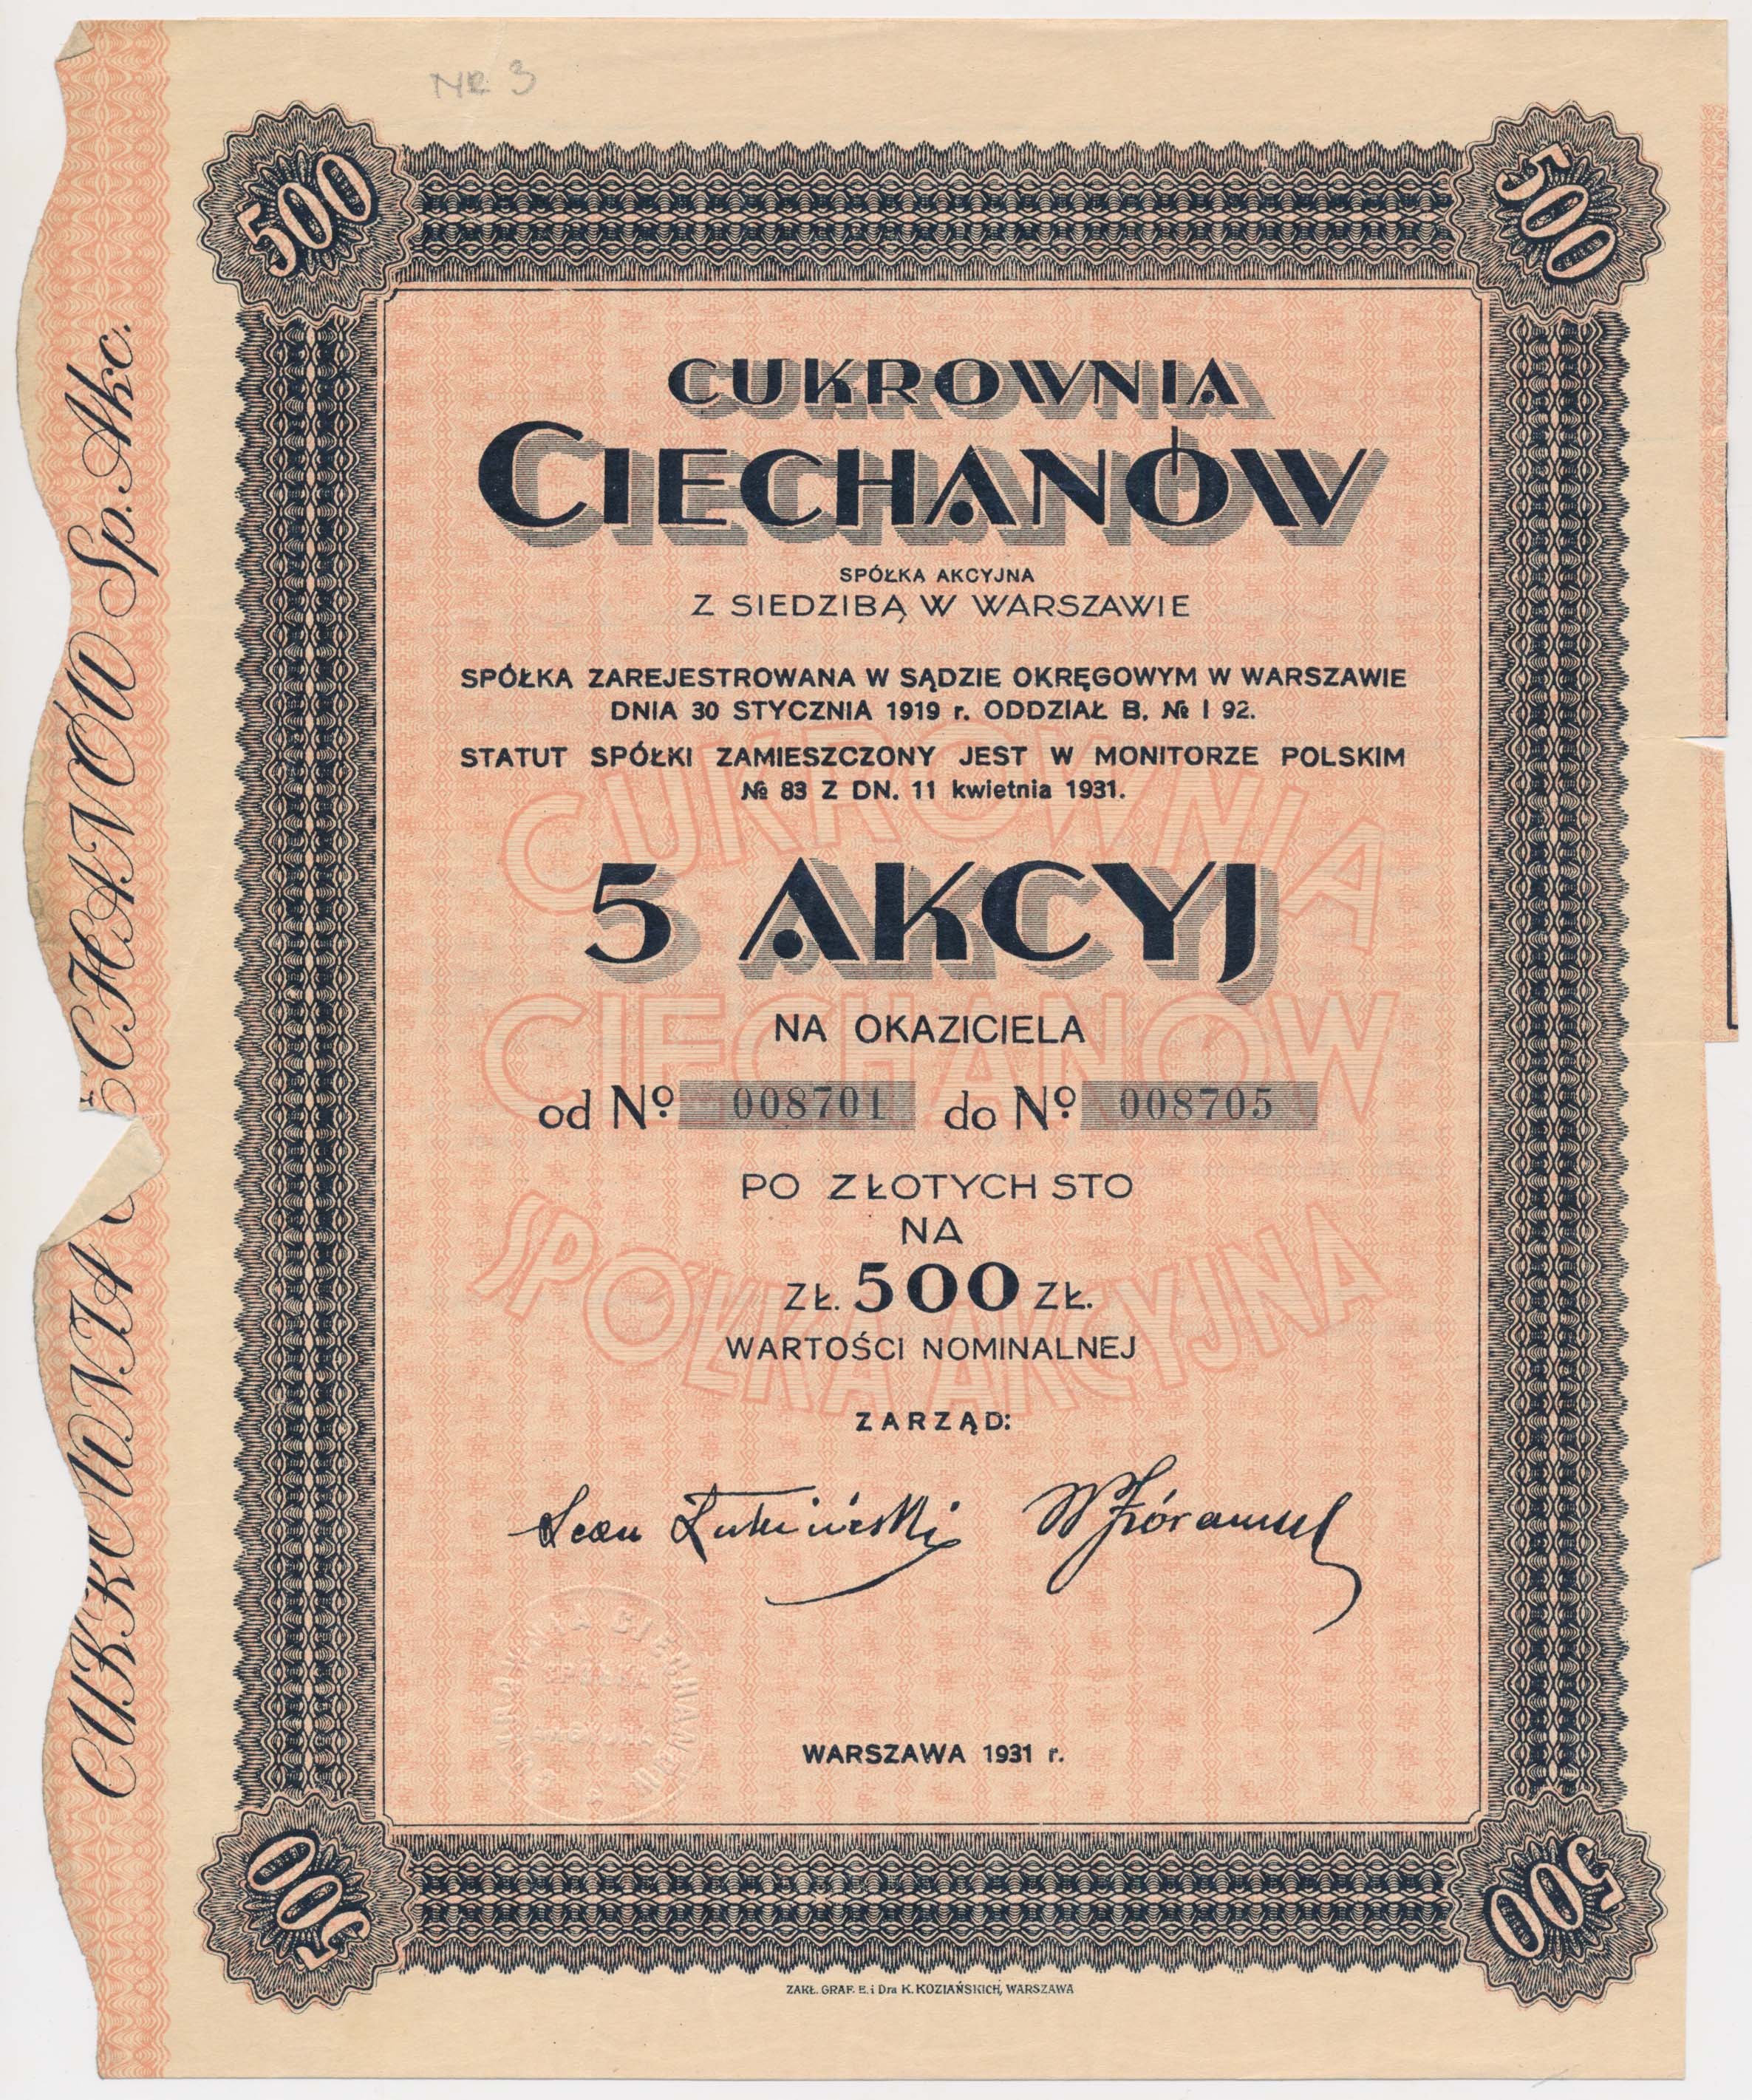 NR 3
500
500
CUKROWNIA
CIECHANÓW
SPÓŁKA AKCYJNA
Z SIEDZIBĄ W WARSZAWIE
SPÓŁKA ZAREJESTROWANA W SĄDZIE OKRĘGOWYM W WARSZAWIE
DNIA 30 STYCZNIA 1919 r. ODDZIAŁ B. № I 92.
STATUT SPÓŁKI ZAMIESZCZONY JEST W MONITORZE POLSKIM
№ 83 Z DN. 11 kwietnia 1931.
CUKROWNIA
5 AKCYJ
CIECHANÓW
NA OKAZICIELA
od Nº 008701 do Nº 008705
PO ZŁOTYCH STO
NA
SPÓŁKA AKCYJNA
ZŁ. 500 ZŁ.
WARTOŚCI NOMINALNEJ
ZARZĄD:
WARSZAWA 1931 r.
500
500
ZAKŁ. GRAF. B. i Dra K. KOZIAŃSKICH, WARSZAWA
CUKROWNIA CIECHANÓW Sp. Akc.